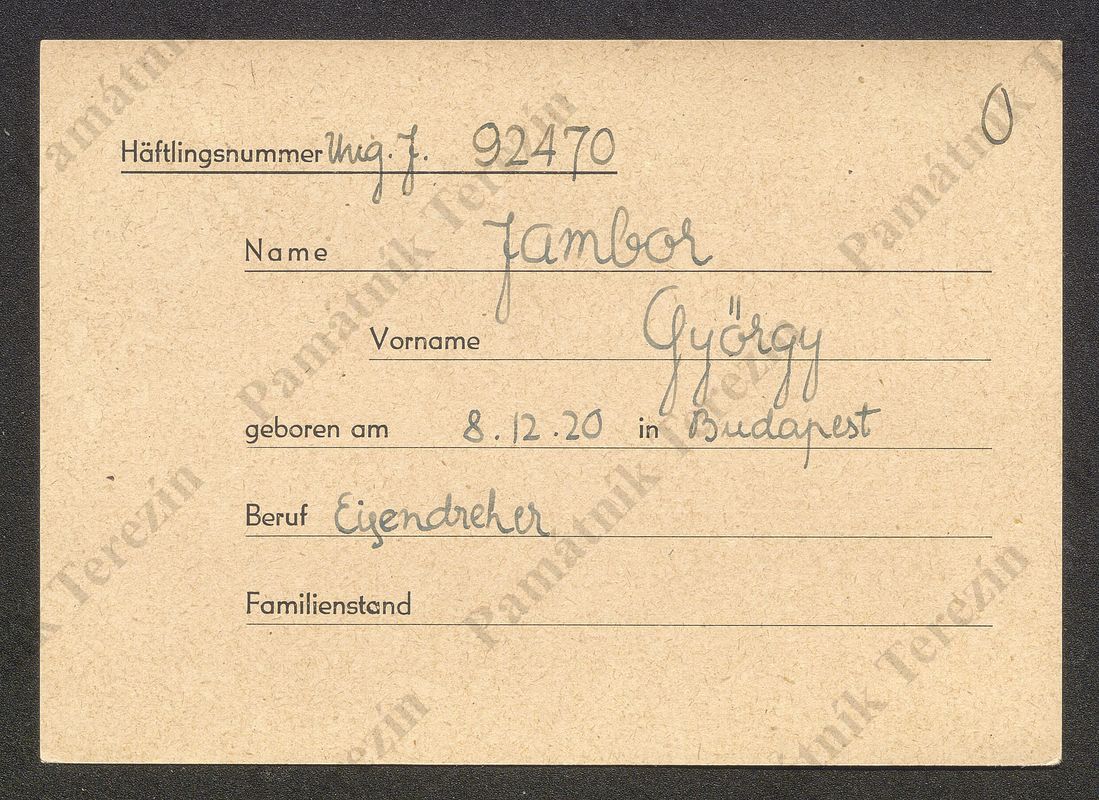 0
Häftlingsnummer Ung. J. 92470
Name Jambor
Vorname György
geboren am 8.12.20 in Budapest
Beruf Eisendreher
Familienstand
Památník Terezín